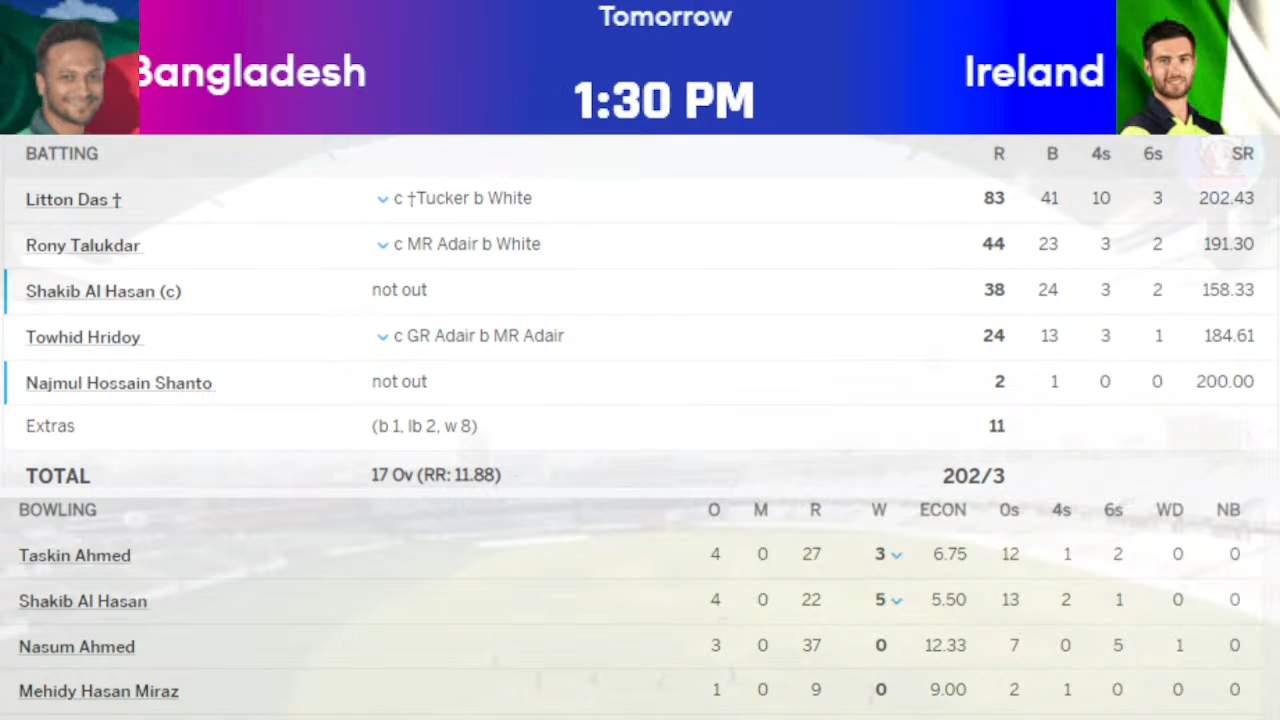 Tomorrow
Bangladesh
Ireland
1:30 PM
BATTING R B 4s 6s SR
Litton Das † c †Tucker b White 83 41 10 3 202.43
Rony Talukdar c MR Adair b White 44 23 3 2 191.30
Shakib Al Hasan (c) not out 38 24 3 2 158.33
Towhid Hridoy c GR Adair b MR Adair 24 13 3 1 184.61
Najmul Hossain Shanto not out 2 1 0 0 200.00
Extras (b 1, lb 2, w 8) 11
TOTAL 17 Ov (RR: 11.88) 202/3
BOWLING O M R W ECON 0s 4s 6s WD NB
Taskin Ahmed 4 0 27 3 6.75 12 1 2 0 0
Shakib Al Hasan 4 0 22 5 5.50 13 2 1 0 0
Nasum Ahmed 3 0 37 0 12.33 7 0 5 1 0
Mehidy Hasan Miraz 1 0 9 0 9.00 2 1 0 0 0